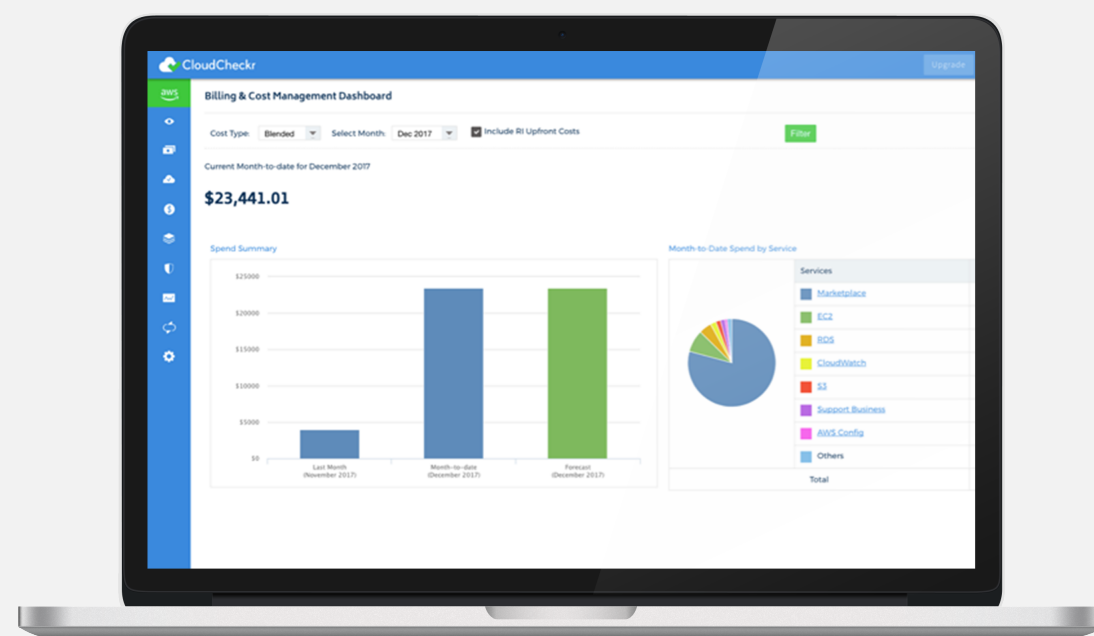 CloudCheckr
Upgrade
aws
Billing & Cost Management Dashboard
Cost Type: Blended Select Month: Dec 2017 Include RI Upfront Costs Filter
Current Month-to-date for December 2017
$23,441.01
Spend Summary
$25000
$20000
$15000
$10000
$5000
$0
Last Month
(November 2017)
Month-to-date
(December 2017)
Forecast
(December 2017)
Month-to-Date Spend by Service
Services
Marketplace
EC2
RDS
CloudWatch
S3
Support Business
AWS Config
Others
Total